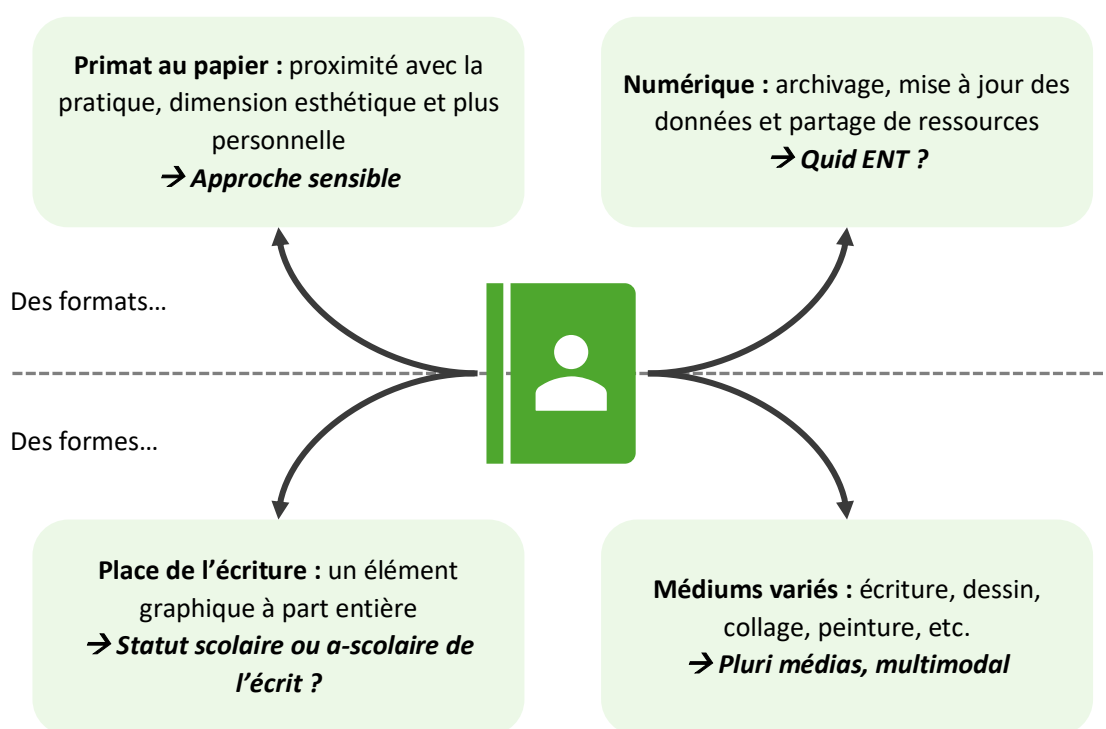 Primat au papier : proximité avec la
pratique, dimension esthétique et plus
personnelle
→ Approche sensible
Numérique : archivage, mise à jour des
données et partage de ressources
→ Quid ENT ?
Des formats…
Des formes…
Place de l’écriture : un élément
graphique à part entière
→ Statut scolaire ou a-scolaire de
l’écrit ?
Médiums variés : écriture, dessin,
collage, peinture, etc.
→ Pluri médias, multimodal